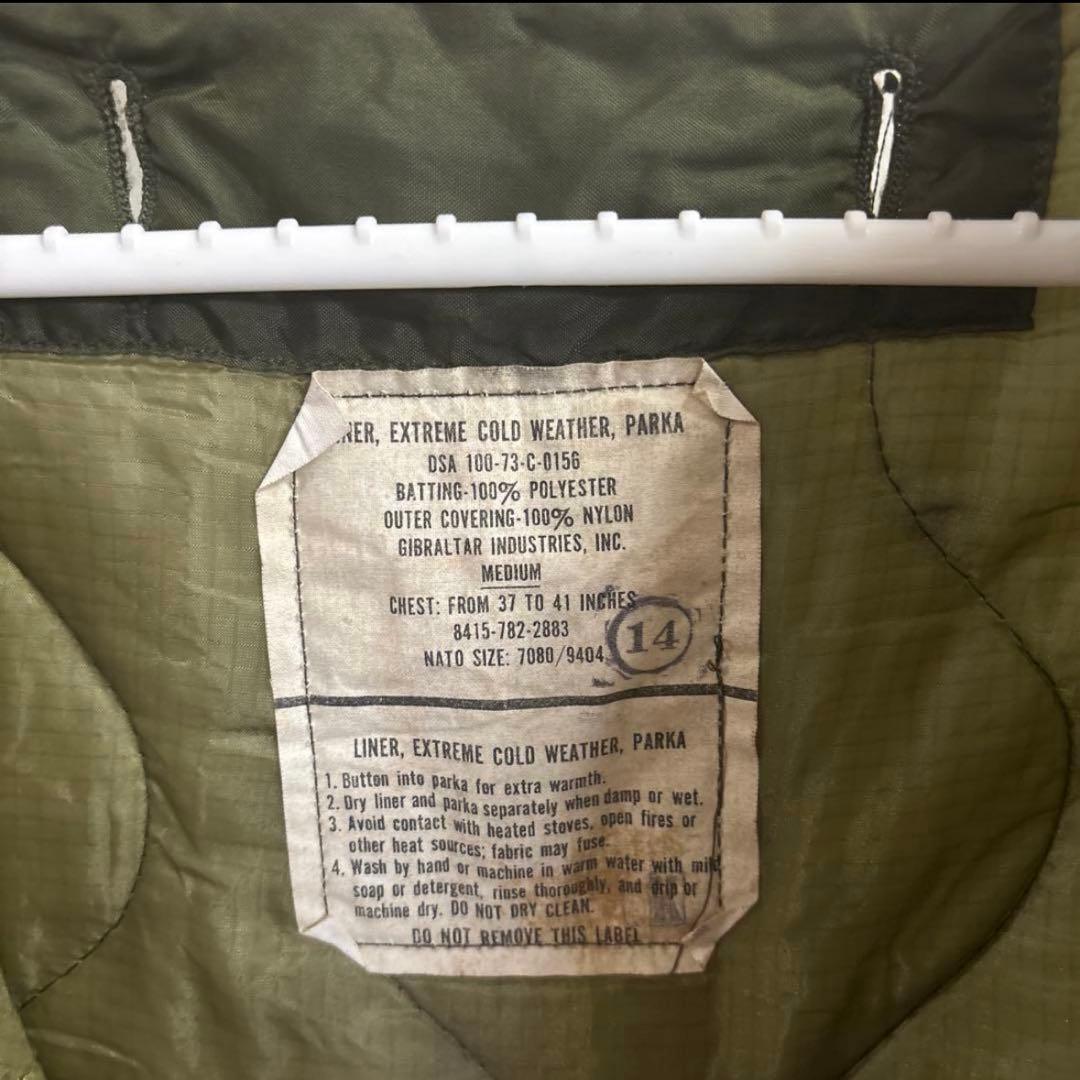 NER, EXTREME COLD WEATHER, PARKA
DSA 100-73-C-0156
BATTING-100% POLYESTER
OUTER COVERING-100% NYLON
GIBRALTAR INDUSTRIES, INC.
MEDIUM
CHEST: FROM 37 TO 41 INCHES
8415-782-2883
14
NATO SIZE: 7080/9404
LINER, EXTREME COLD WEATHER, PARKA
1. Button into parka for extra warmth.
2. Dry liner and parka separately when damp or wet.
3. Avoid contact with heated stoves, open fires or
other heat sources; fabric may fuse.
4. Wash by hand or machine in warm water with mild
soap or detergent, rinse thoroughly, and drip or
machine dry. DO NOT DRY CLEAN.
DO NOT REMOVE THIS LABEL